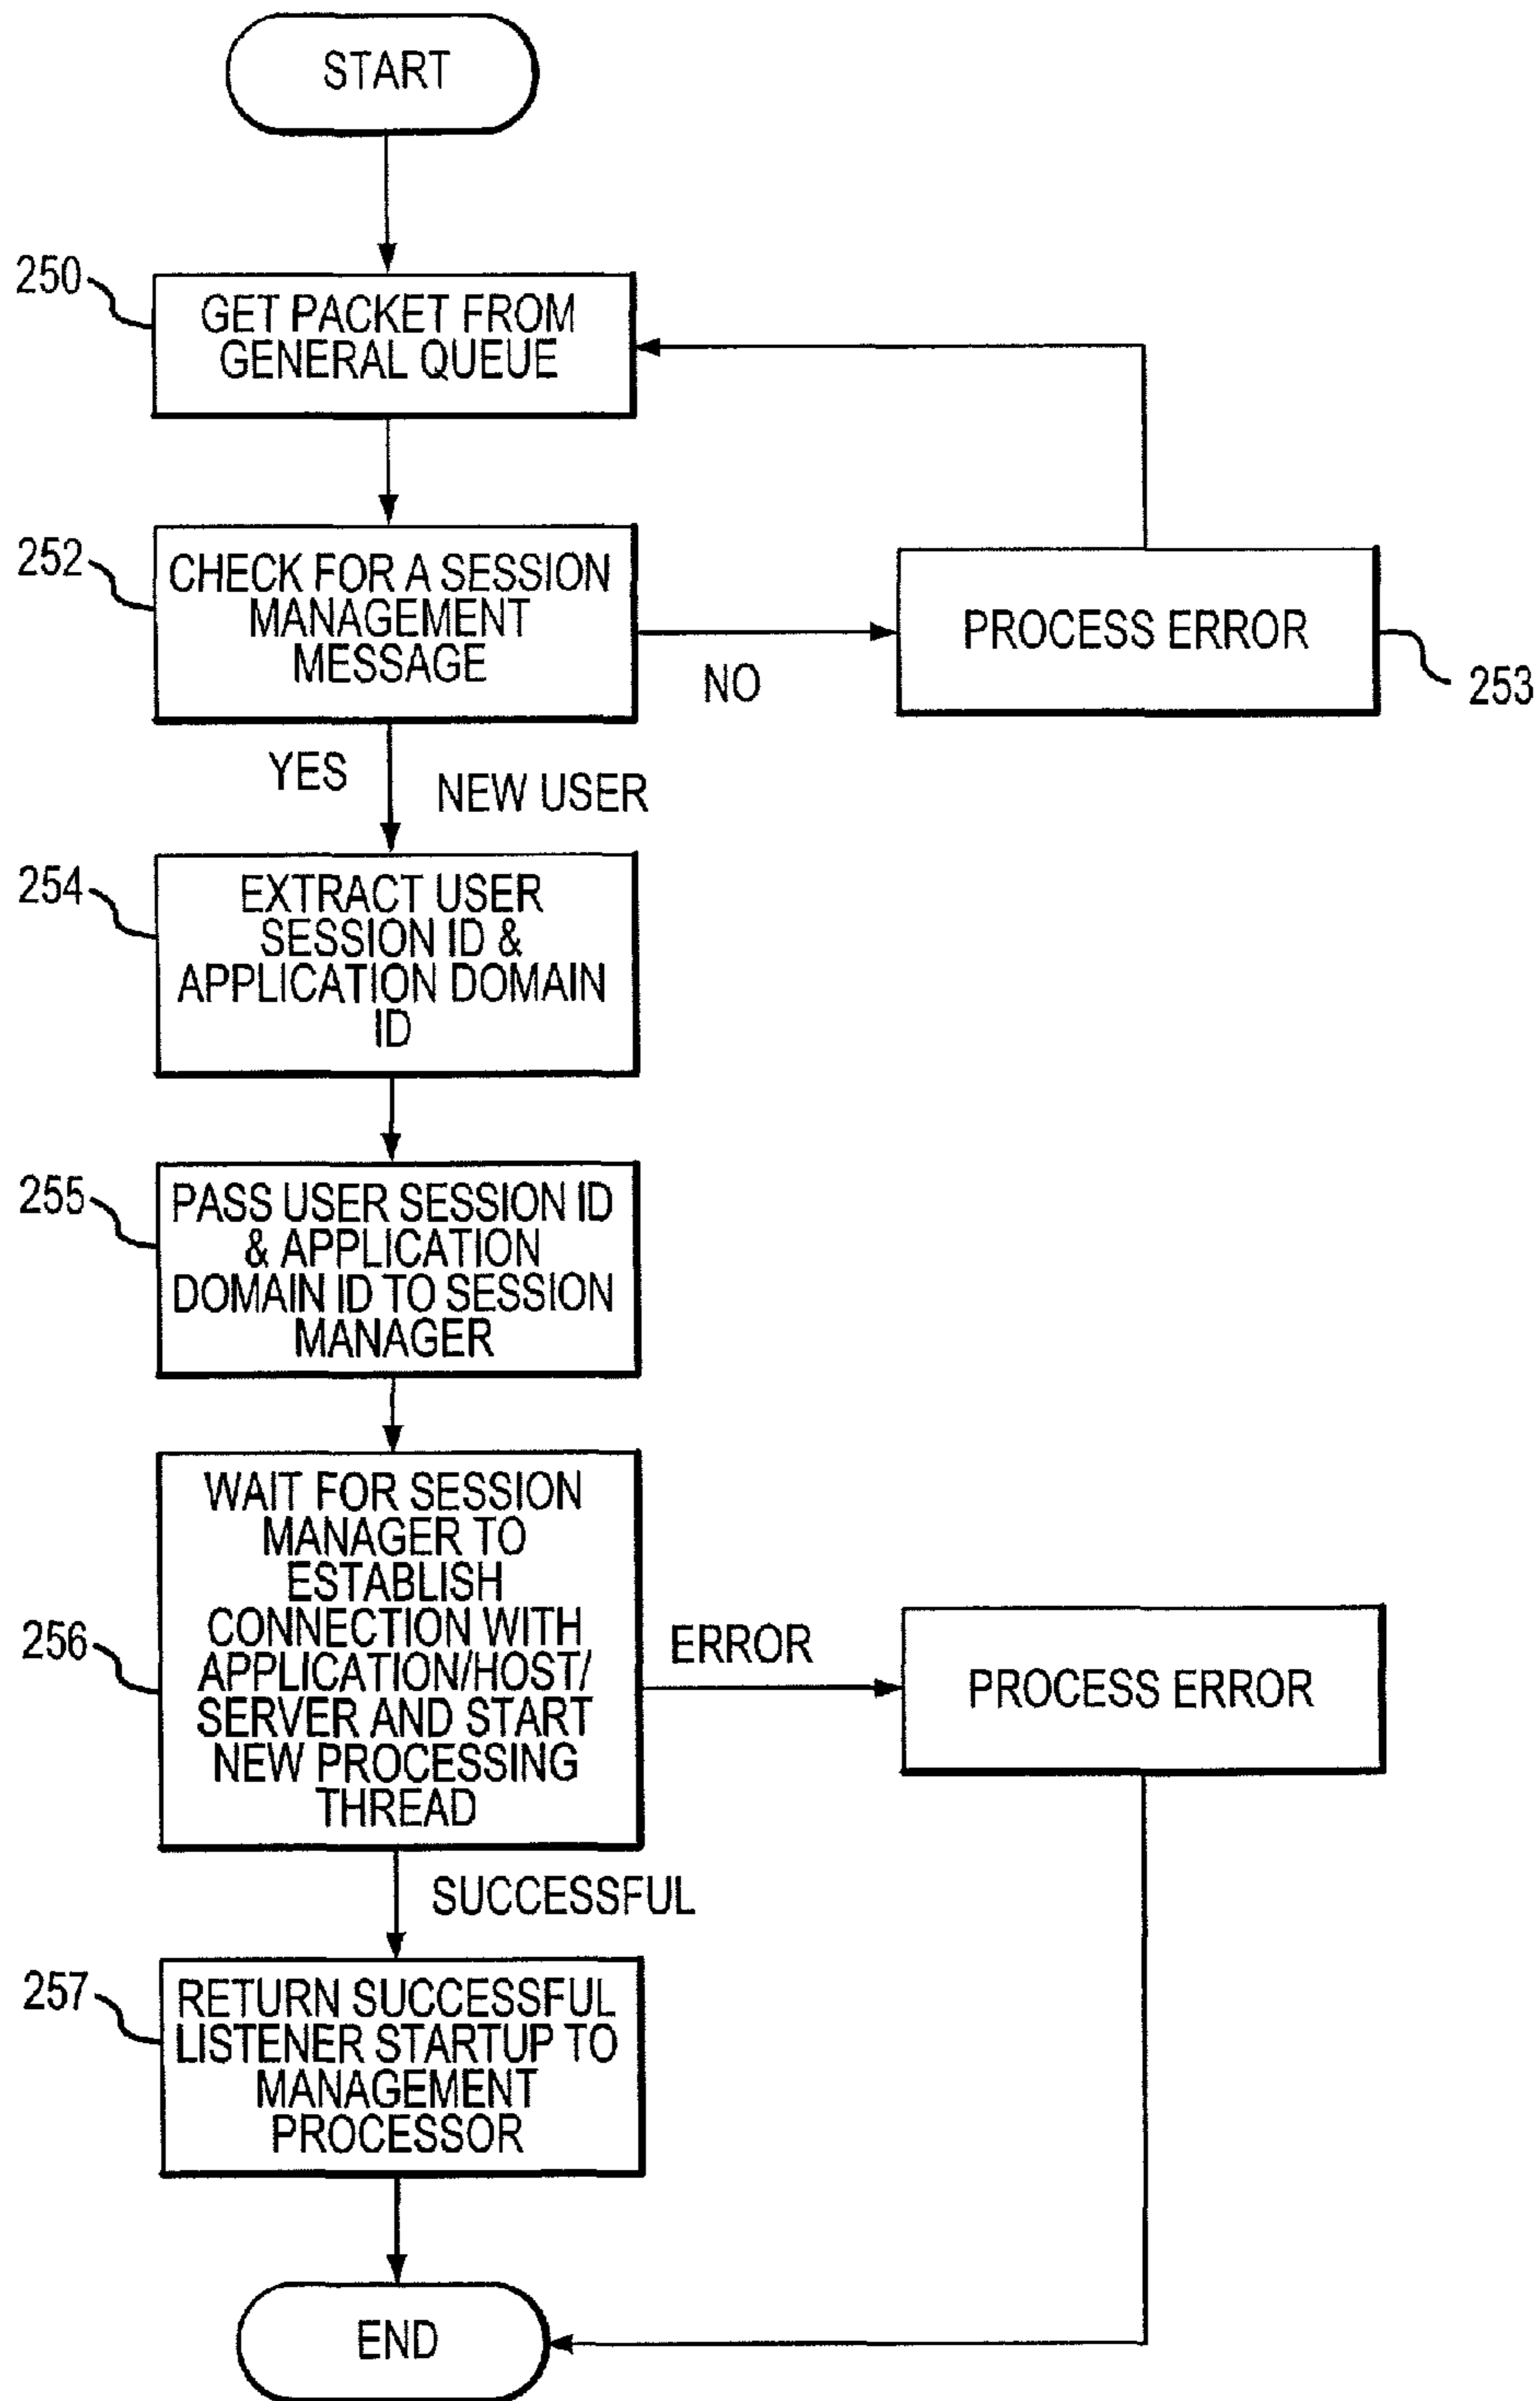 START
250
GET PACKET FROM
GENERAL QUEUE
252
CHECK FOR A SESSION
MANAGEMENT
MESSAGE
NO
PROCESS ERROR
253
YES
NEW USER
254
EXTRACT USER
SESSION ID &
APPLICATION DOMAIN
ID
255
PASS USER SESSION ID
& APPLICATION
DOMAIN ID TO SESSION
MANAGER
256
WAIT FOR SESSION
MANAGER TO
ESTABLISH
CONNECTION WITH
APPLICATION/HOST/
SERVER AND START
NEW PROCESSING
THREAD
ERROR
PROCESS ERROR
SUCCESSFUL
257
RETURN SUCCESSFUL
LISTENER STARTUP TO
MANAGEMENT
PROCESSOR
END